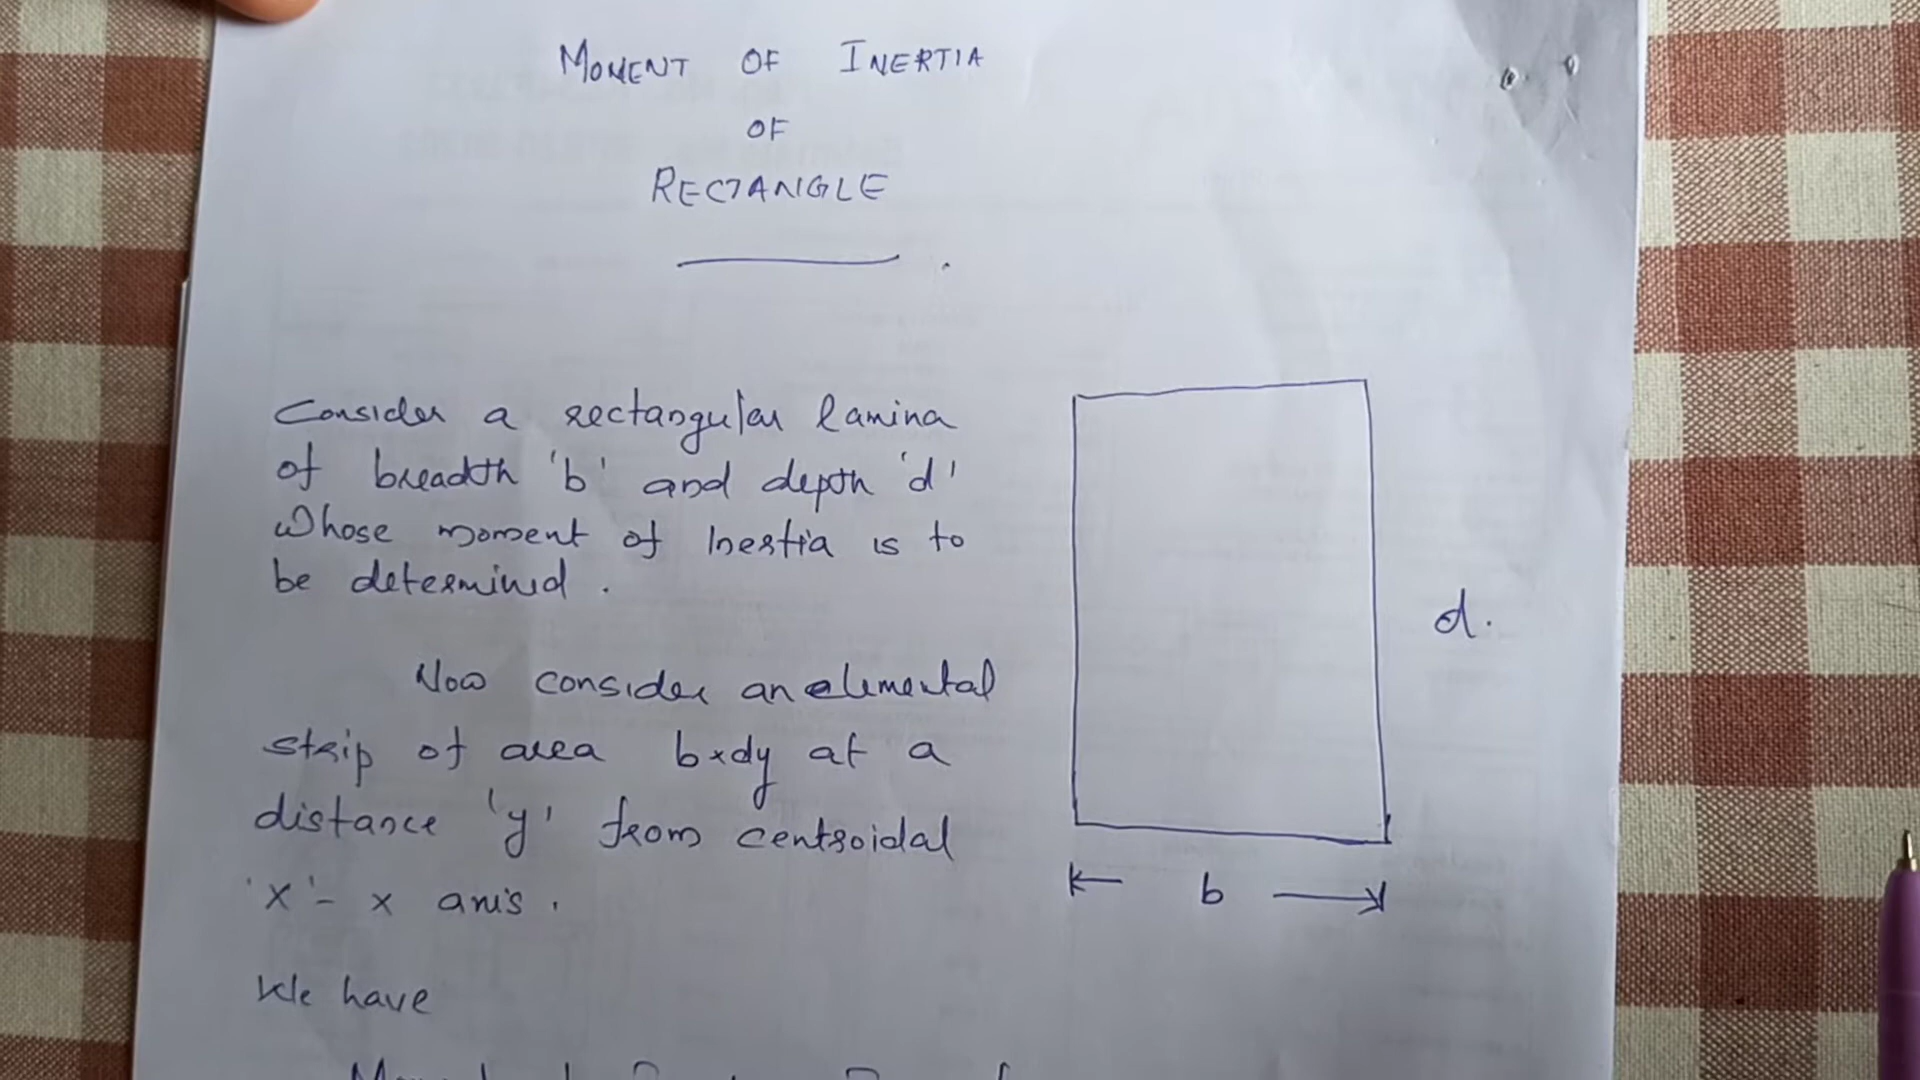 MOMENT OF INERTIA
OF
RECTANGLE
Consider a rectangular lamina
of breadth 'b' and depth 'd'
whose moment of Inertia is to
be determind.
Now consider an elemental
strip of area b×dy at a
distance 'y' from centroidal
'x' - x axis.
We have
d.
b